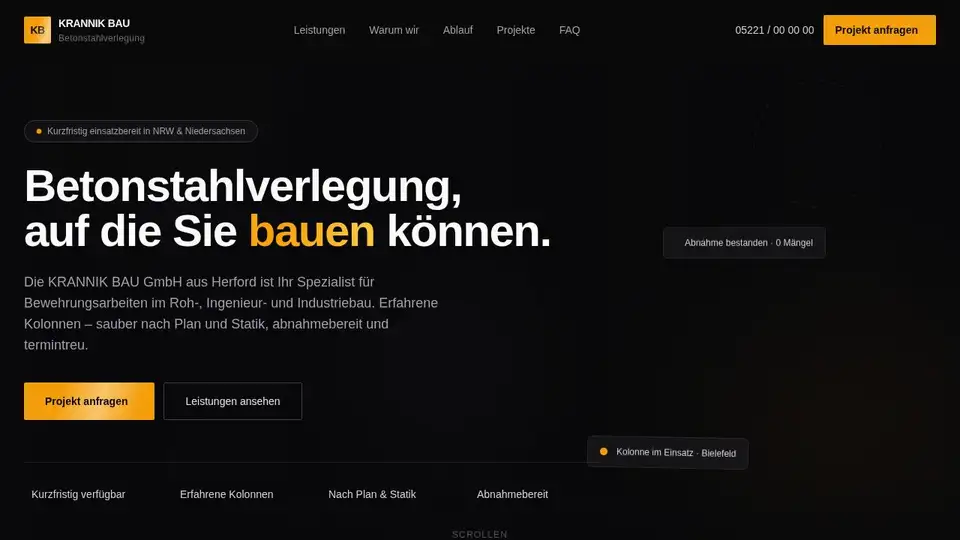 KB
KRANNIK BAU
Betonstahlverlegung
Leistungen
Warum wir
Ablauf
Projekte
FAQ
05221 / 00 00 00
Projekt anfragen
Kurzfristig einsatzbereit in NRW & Niedersachsen
Betonstahlverlegung,
auf die Sie bauen können.
Abnahme bestanden · 0 Mängel
Die KRANNIK BAU GmbH aus Herford ist Ihr Spezialist für
Bewehrungsarbeiten im Roh-, Ingenieur- und Industriebau. Erfahrene
Kolonnen – sauber nach Plan und Statik, abnahmebereit und
termintreu.
Projekt anfragen
Leistungen ansehen
Kolonne im Einsatz · Bielefeld
Kurzfristig verfügbar
Erfahrene Kolonnen
Nach Plan & Statik
Abnahmebereit
SCROLLEN